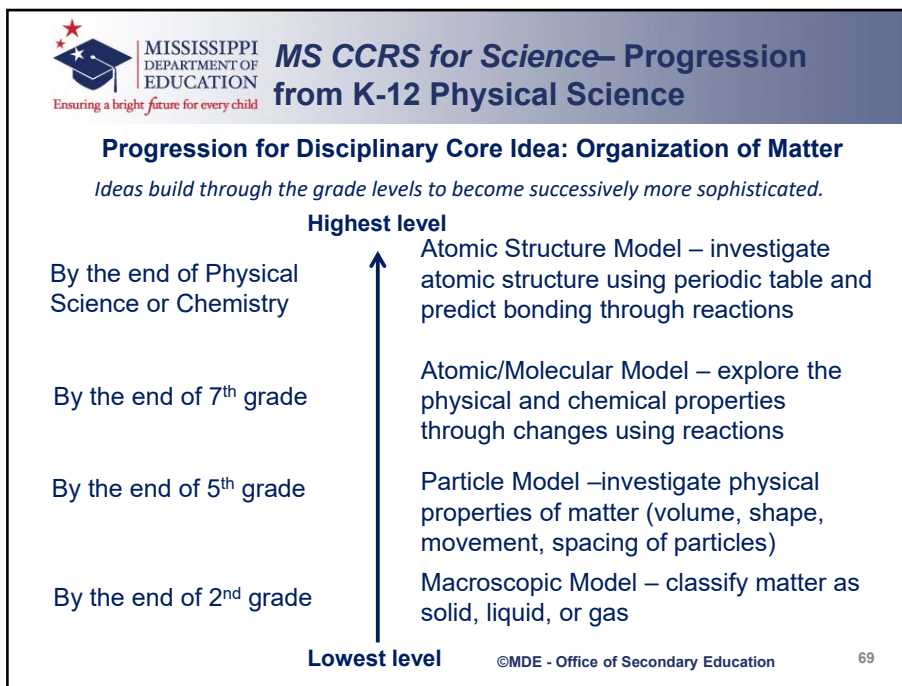 MISSISSIPPI
DEPARTMENT OF
EDUCATION
Ensuring a bright future for every child
MS CCRS for Science– Progression
from K-12 Physical Science
Progression for Disciplinary Core Idea: Organization of Matter
Ideas build through the grade levels to become successively more sophisticated.
Highest level
By the end of Physical
Science or Chemistry
Atomic Structure Model – investigate
atomic structure using periodic table and
predict bonding through reactions
By the end of 7th grade
Atomic/Molecular Model – explore the
physical and chemical properties
through changes using reactions
By the end of 5th grade
Particle Model –investigate physical
properties of matter (volume, shape,
movement, spacing of particles)
By the end of 2nd grade
Macroscopic Model – classify matter as
solid, liquid, or gas
Lowest level
©MDE - Office of Secondary Education
69